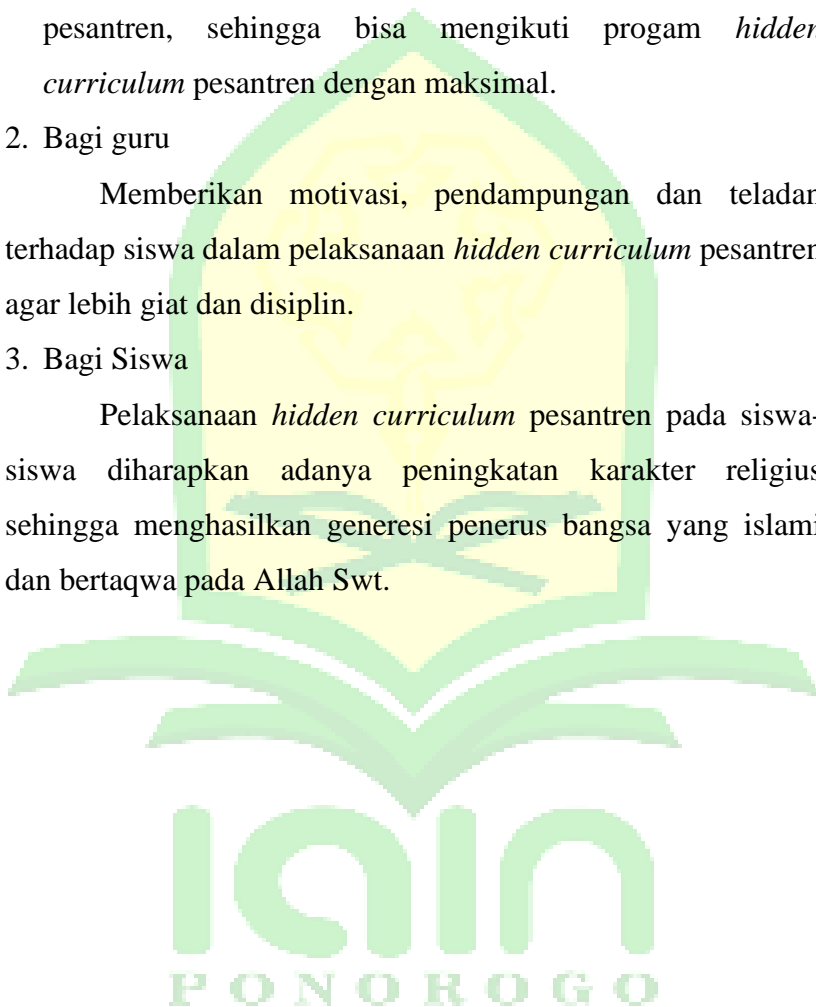 pesantren, sehingga bisa mengikuti progam hidden
curriculum pesantren dengan maksimal.
2. Bagi guru
Memberikan motivasi, pendampungan dan teladan
terhadap siswa dalam pelaksanaan hidden curriculum pesantren
agar lebih giat dan disiplin.
3. Bagi Siswa
Pelaksanaan hidden curriculum pesantren pada siswa-
siswa diharapkan adanya peningkatan karakter religius
sehingga menghasilkan generesi penerus bangsa yang islami
dan bertaqwa pada Allah Swt.
iain
PONOROGO